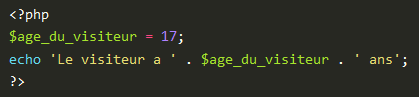 <?php
$age_du_visiteur = 17;
echo 'Le visiteur a ' . $age_du_visiteur . ' ans';
?>